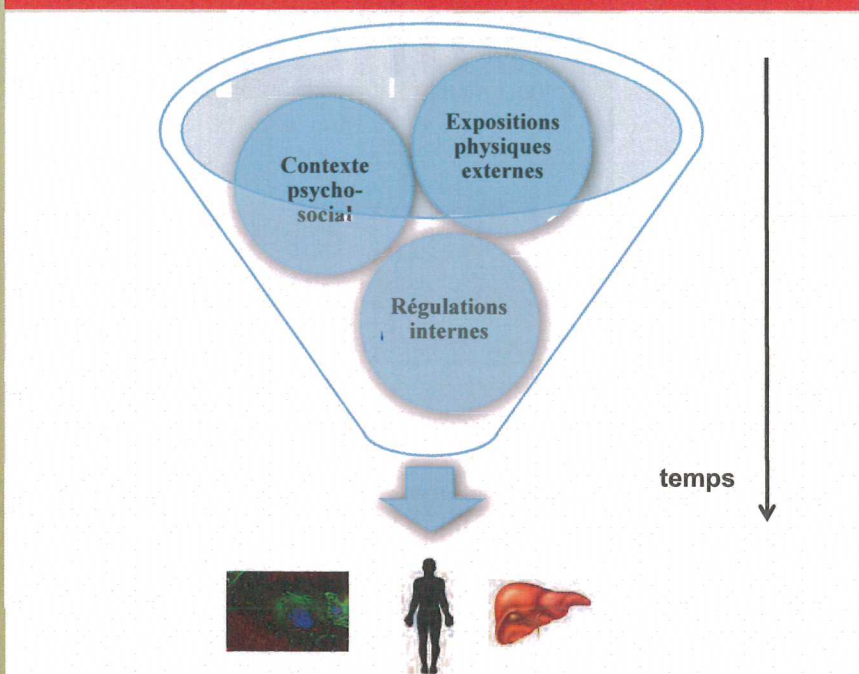 Expositions
physiques
externes
Contexte
psycho-
social
Régulations
internes
temps